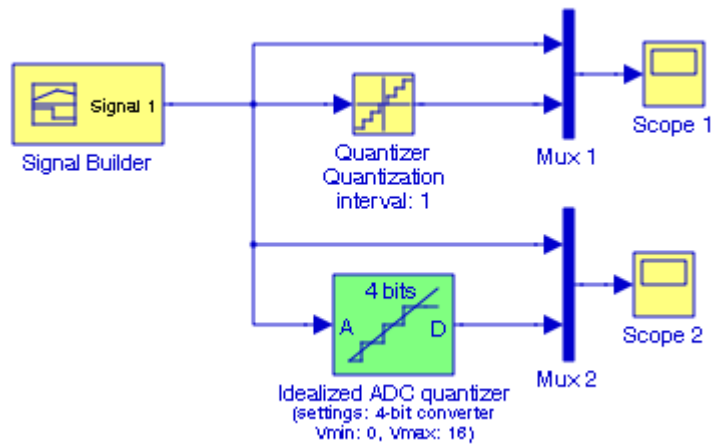 Signal 1
Signal Builder
Quantizer
Quantization
interval: 1
Mux 1
Scope 1
4 bits
A
D
Idealized ADC quantizer
(settings: 4-bit converter
Vmin: 0, Vmax: 16)
Mux 2
Scope 2